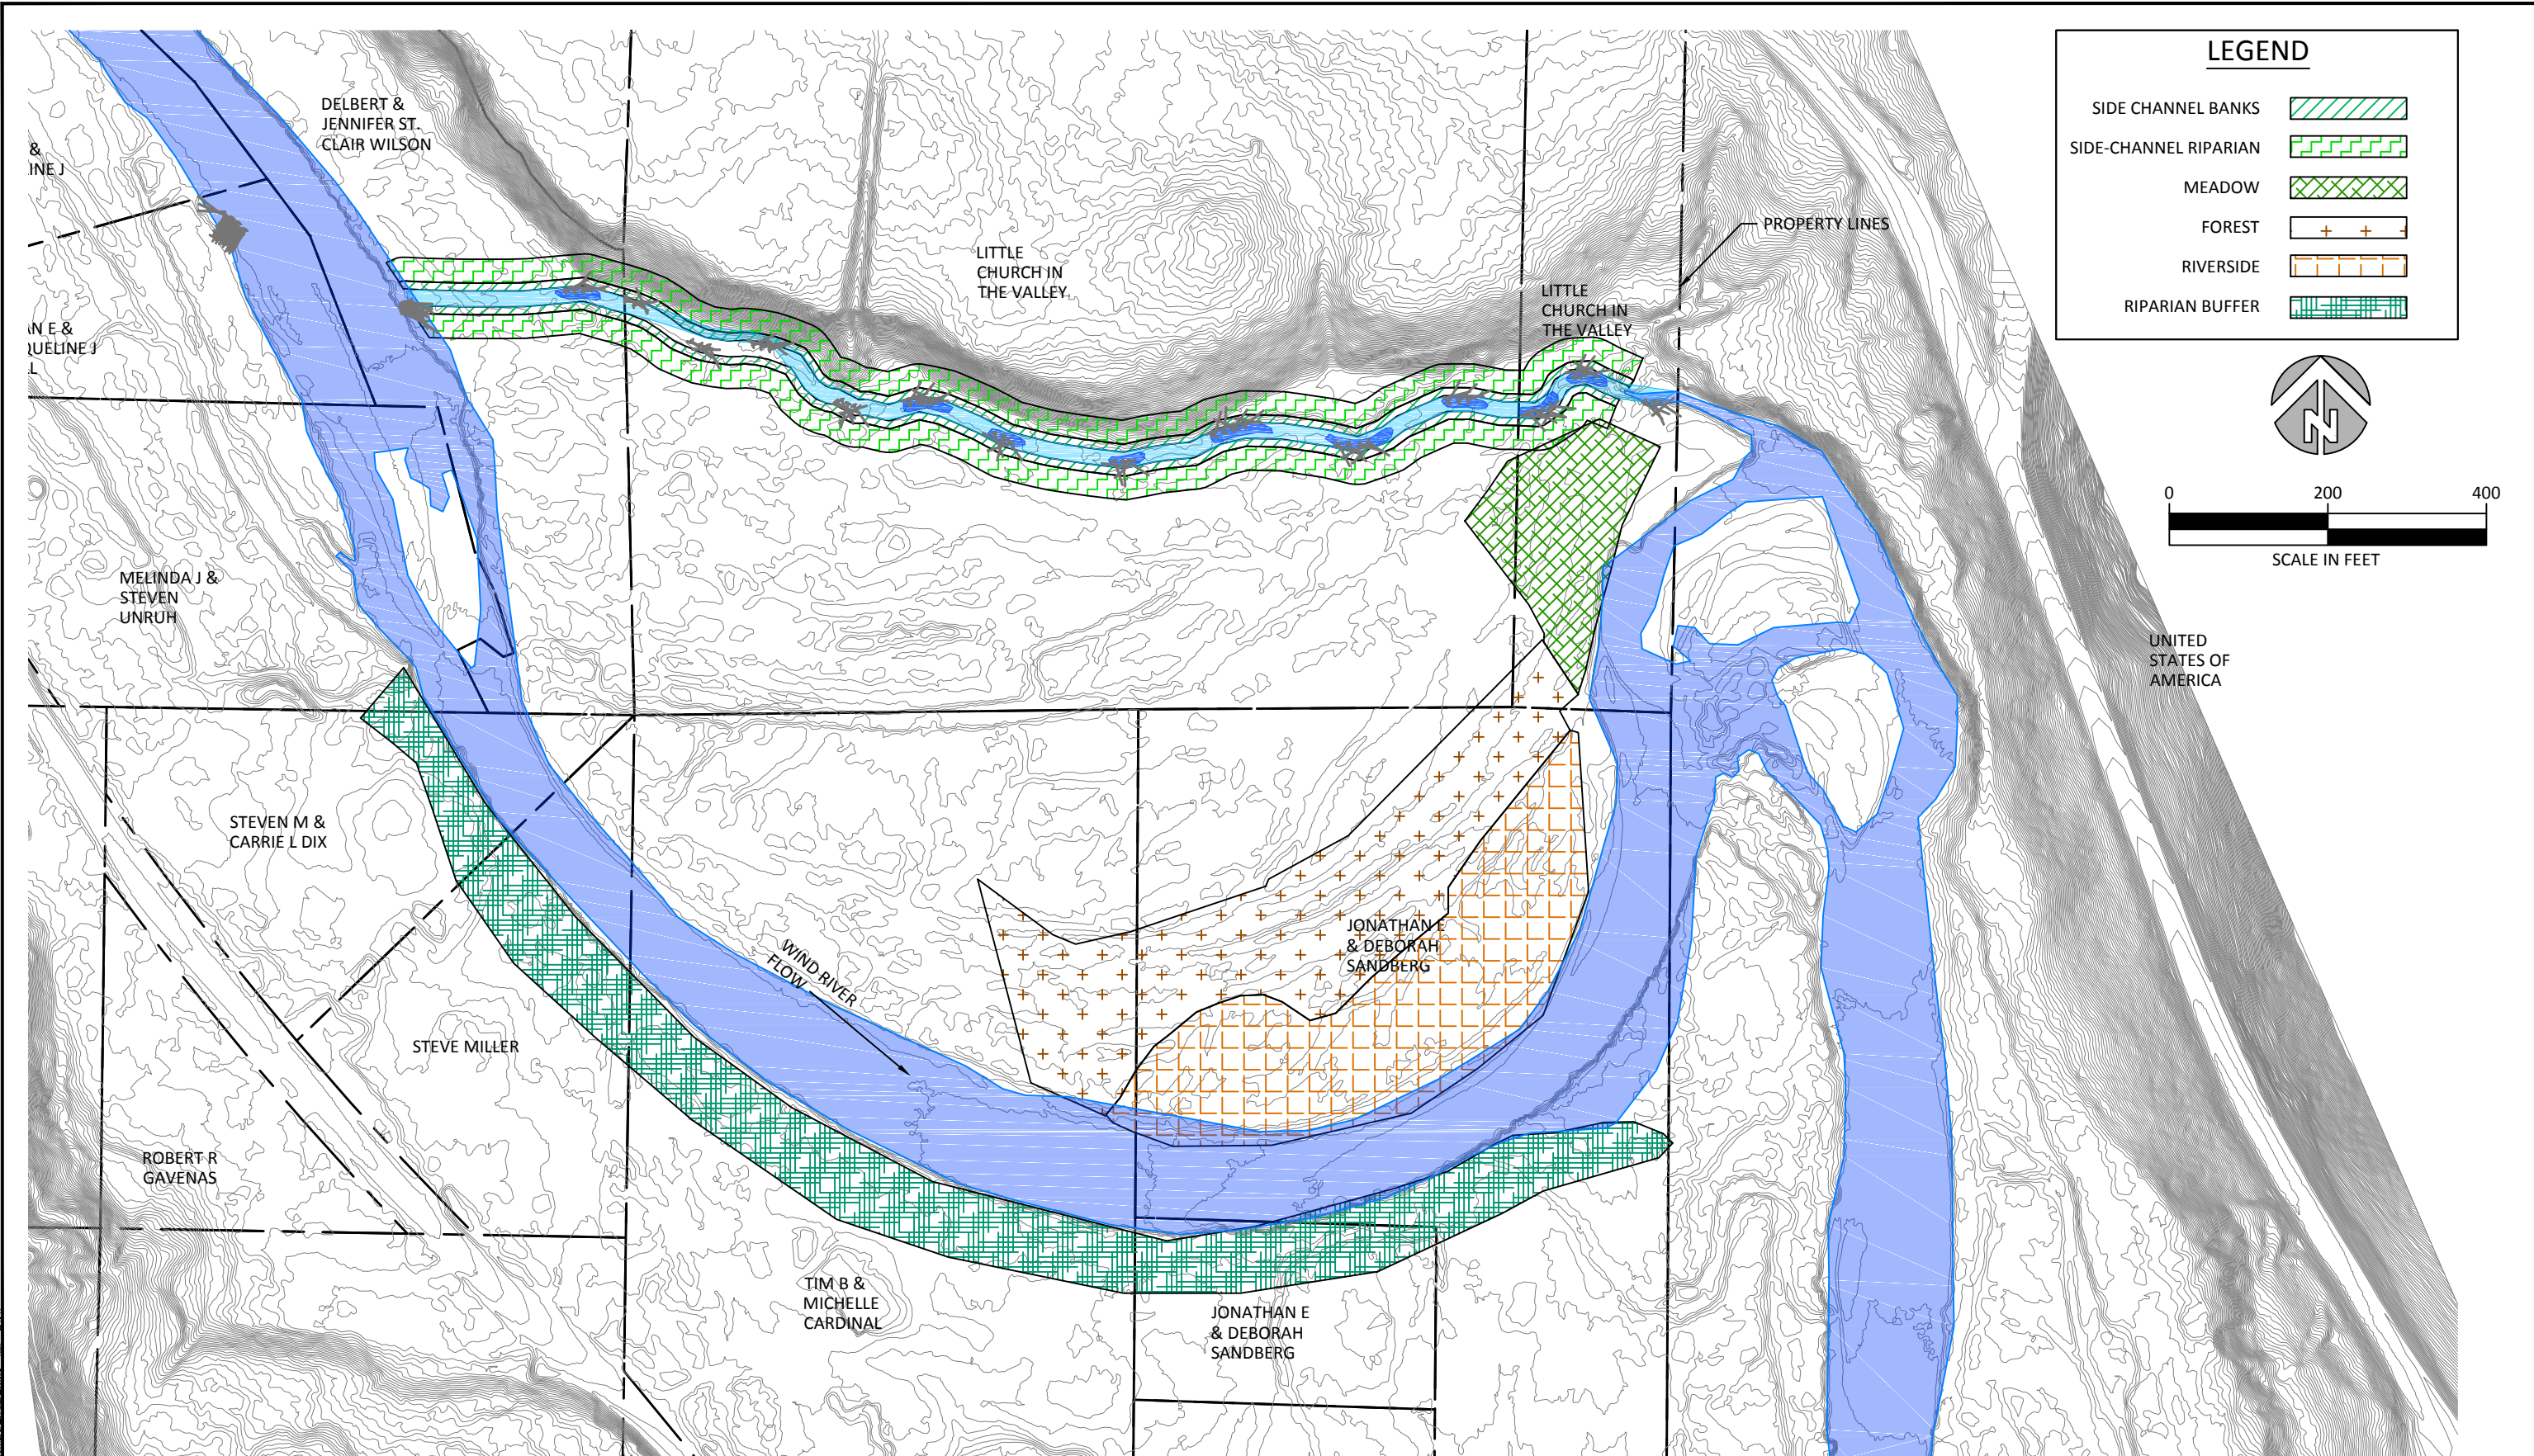 LEGEND
SIDE CHANNEL BANKS
SIDE-CHANNEL RIPARIAN
MEADOW
FOREST
RIVERSIDE
RIPARIAN BUFFER
N
0 200 400
SCALE IN FEET
DELBERT &
JENNIFER ST.
CLAIR WILSON
&
INE J
N E &
QUELINE J
L
LITTLE
CHURCH IN
THE VALLEY
LITTLE
CHURCH IN
THE VALLEY
PROPERTY LINES
MELINDA J &
STEVEN
UNRUH
UNITED
STATES OF
AMERICA
STEVEN M &
CARRIE L DIX
WIND RIVER
FLOW
JONATHAN E
& DEBORAH
SANDBERG
STEVE MILLER
ROBERT R
GAVENAS
TIM B &
MICHELLE
CARDINAL
JONATHAN E
& DEBORAH
SANDBERG